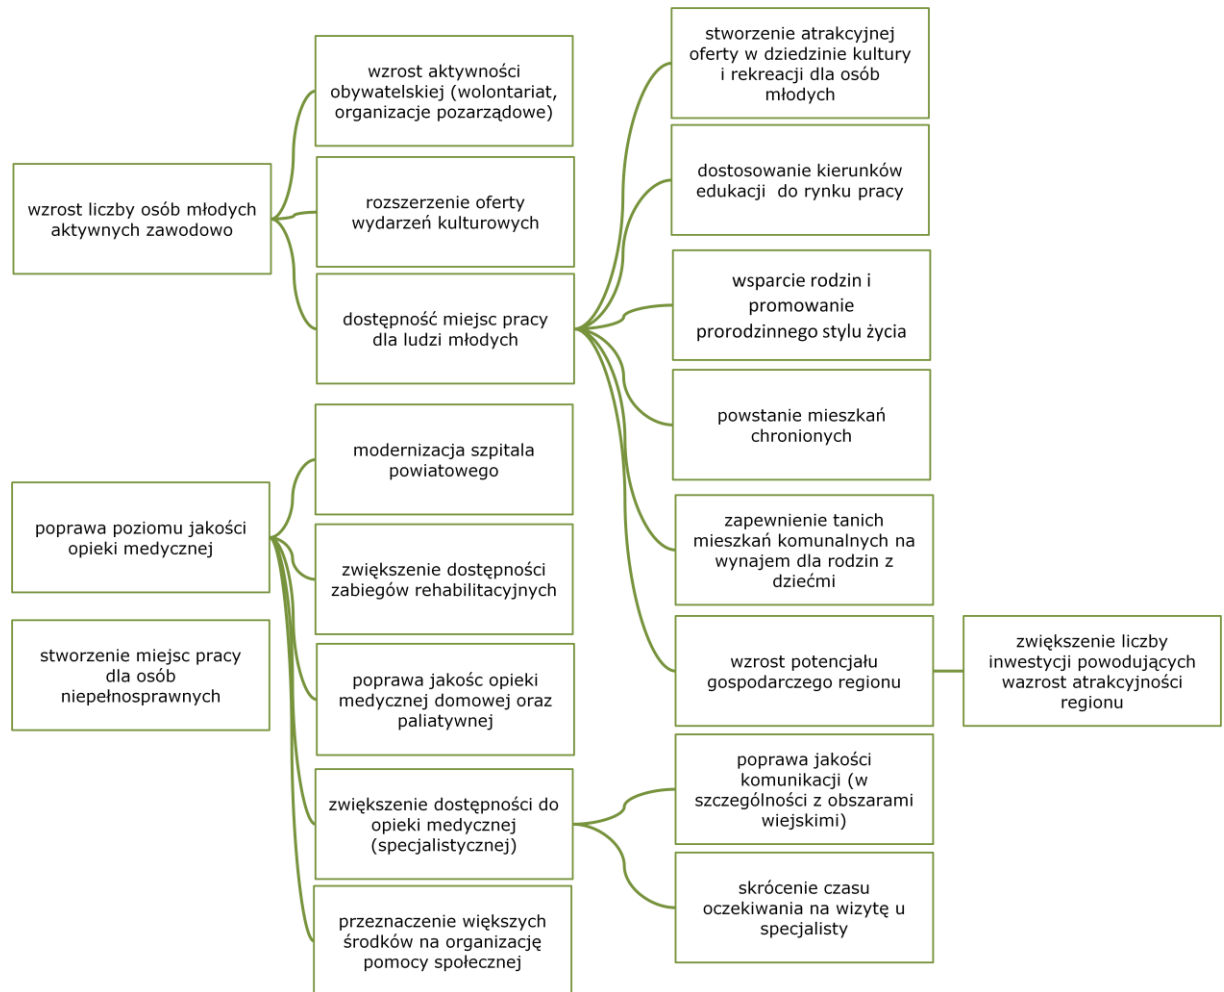 wzrost liczby osób młodych
aktywnych zawodowo
wzrost aktywności
obywatelskiej (wolontariat,
organizacje pozarządowe)
rozszerzenie oferty
wydarzeń kulturowych
dostępność miejsc pracy
dla ludzi młodych
stworzenie atrakcyjnej
oferty w dziedzinie kultury
i rekreacji dla osób
młodych
dostosowanie kierunków
edukacji do rynku pracy
wsparcie rodzin i
promowanie
prorodzinnego stylu życia
powstanie mieszkań
chronionych
zapewnienie tanich
mieszkań komunalnych na
wynajem dla rodzin z
dziećmi
wzrost potencjału
gospodarczego regionu
zwiększenie liczby
inwestycji powodujących
wazrost atrakcyjności
regionu
poprawa poziomu jakości
opieki medycznej
modernizacja szpitala
powiatowego
zwiększenie dostępności
zabiegów rehabilitacyjnych
poprawa jakośc opieki
medycznej domowej oraz
paliatywnej
zwiększenie dostępności do
opieki medycznej
(specjalistycznej)
przeznaczenie większych
środków na organizację
pomocy społecznej
poprawa jakości
komunikacji (w
szczególności z obszarami
wiejskimi)
skrócenie czasu
oczekiwania na wizytę u
specjalisty
stworzenie miejsc pracy
dla osób
niepełnosprawnych